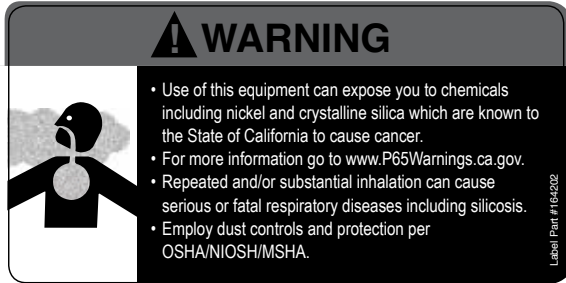 WARNING
• Use of this equipment can expose you to chemicals
including nickel and crystalline silica which are known to
the State of California to cause cancer.
• For more information go to www.P65Warnings.ca.gov.
• Repeated and/or substantial inhalation can cause
serious or fatal respiratory diseases including silicosis.
• Employ dust controls and protection per
OSHA/NIOSH/MSHA.
Label Part #164202